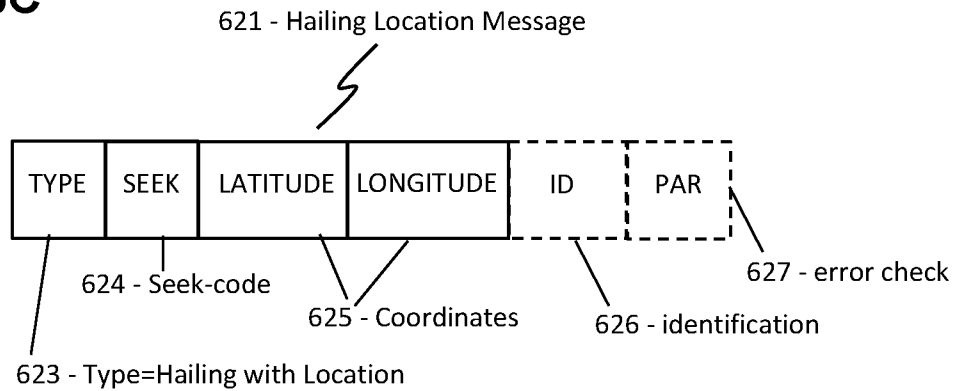 621 - Hailing Location Message
TYPE SEEK LATITUDE LONGITUDE ID PAR
627 - error check
624 - Seek-code
625 - Coordinates
626 - identification
623 - Type=Hailing with Location